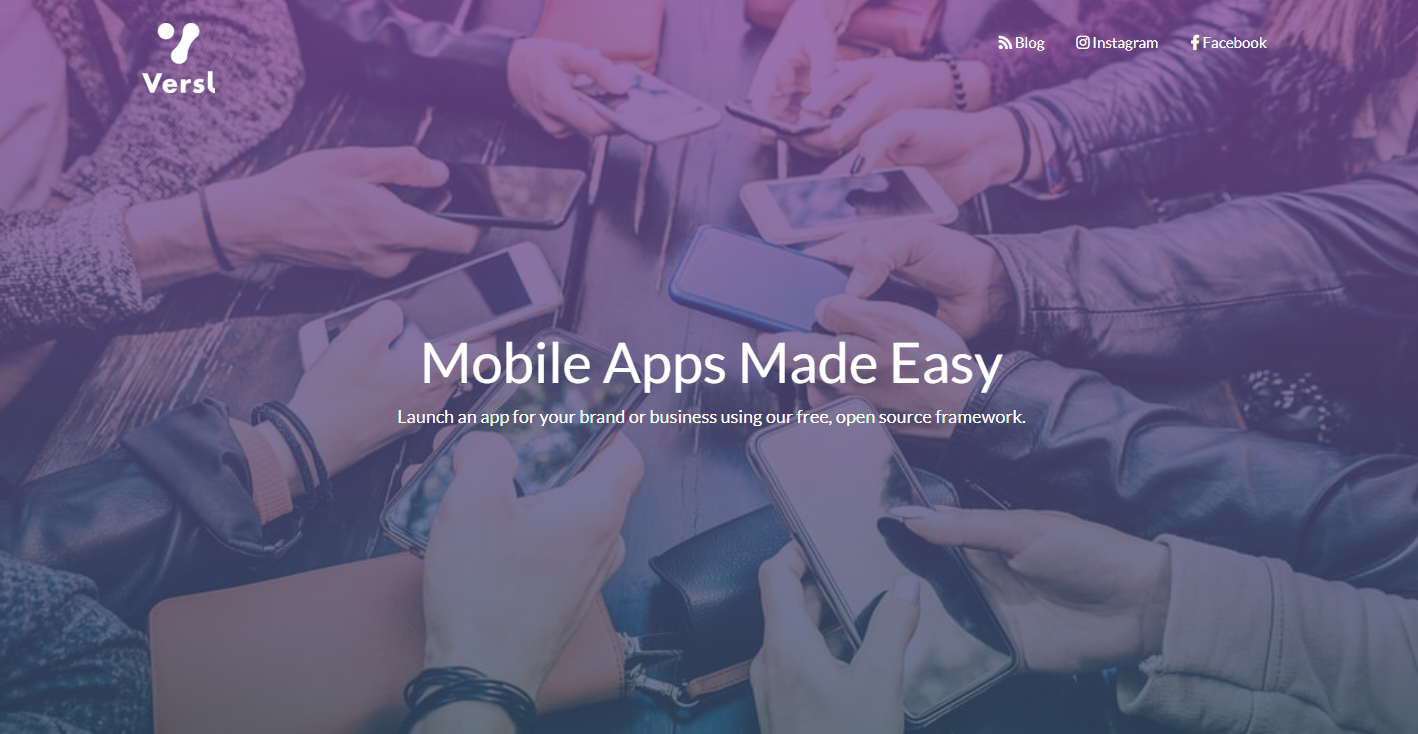 Versl
Blog
Instagram
Facebook
Mobile Apps Made Easy
Launch an app for your brand or business using our free, open source framework.